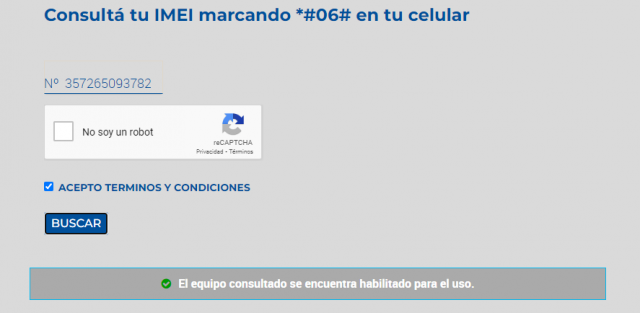 Consultá tu IMEI marcando *#06# en tu celular
Nº 357265093782
No soy un robot
reCAPTCHA
Privacidad - Términos
ACEPTO TERMINOS Y CONDICIONES
BUSCAR
El equipo consultado se encuentra habilitado para el uso.